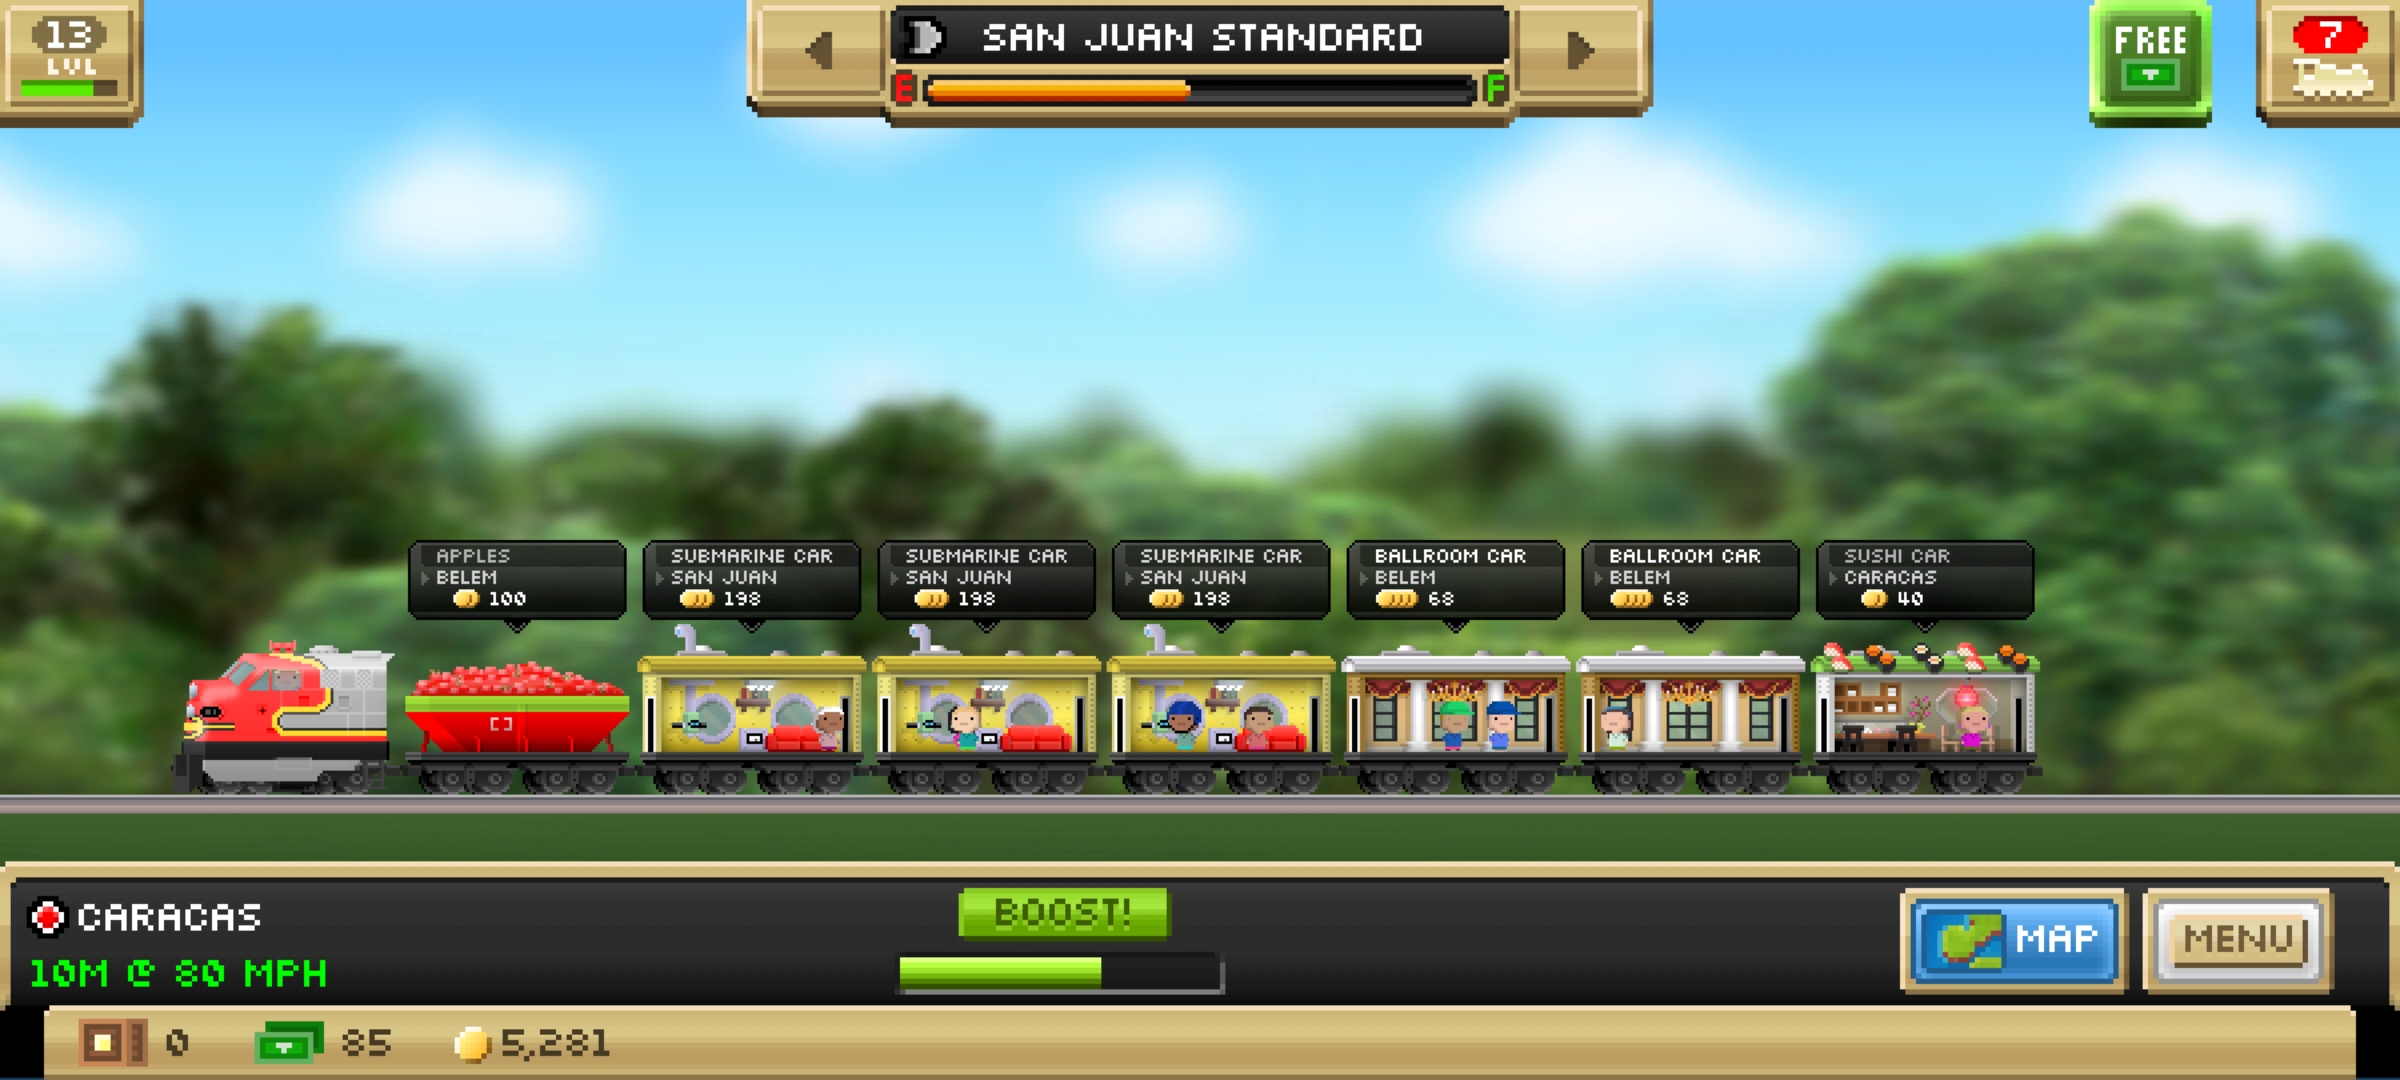 13
LVL
SAN JUAN STANDARD
E F
FREE
7
APPLES
BELEM
100
SUBMARINE CAR
SAN JUAN
198
SUBMARINE CAR
SAN JUAN
198
SUBMARINE CAR
SAN JUAN
198
BALLROOM CAR
BELEM
68
BALLROOM CAR
BELEM
68
SUSHI CAR
CARACAS
40
CARACAS
10M @ 80 MPH
BOOST!
MAP
MENU
0
85
5,281